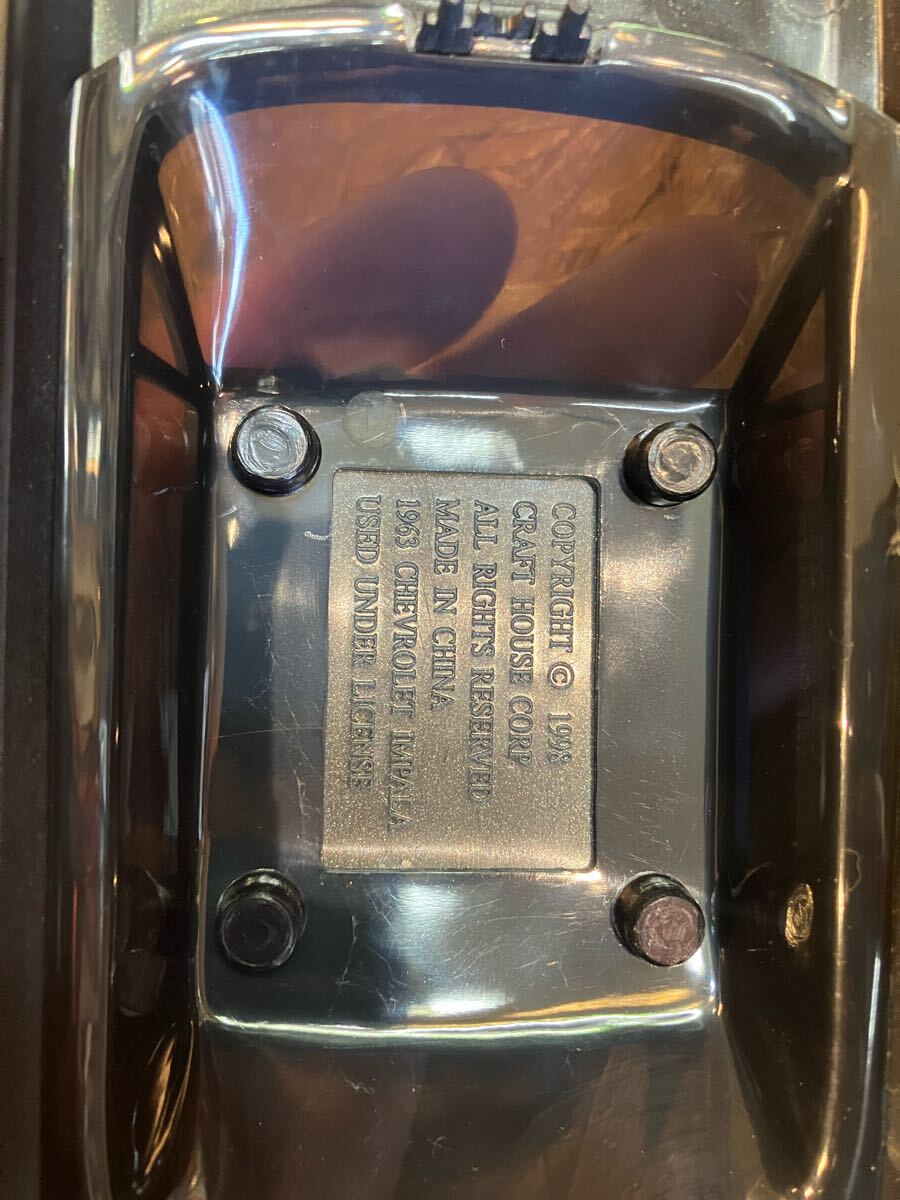 COPYRIGHT © 1998
CRAFT HOUSE CORP
ALL RIGHTS RESERVED
MADE IN CHINA
1963 CHEVROLET IMPALA
USED UNDER LICENSE